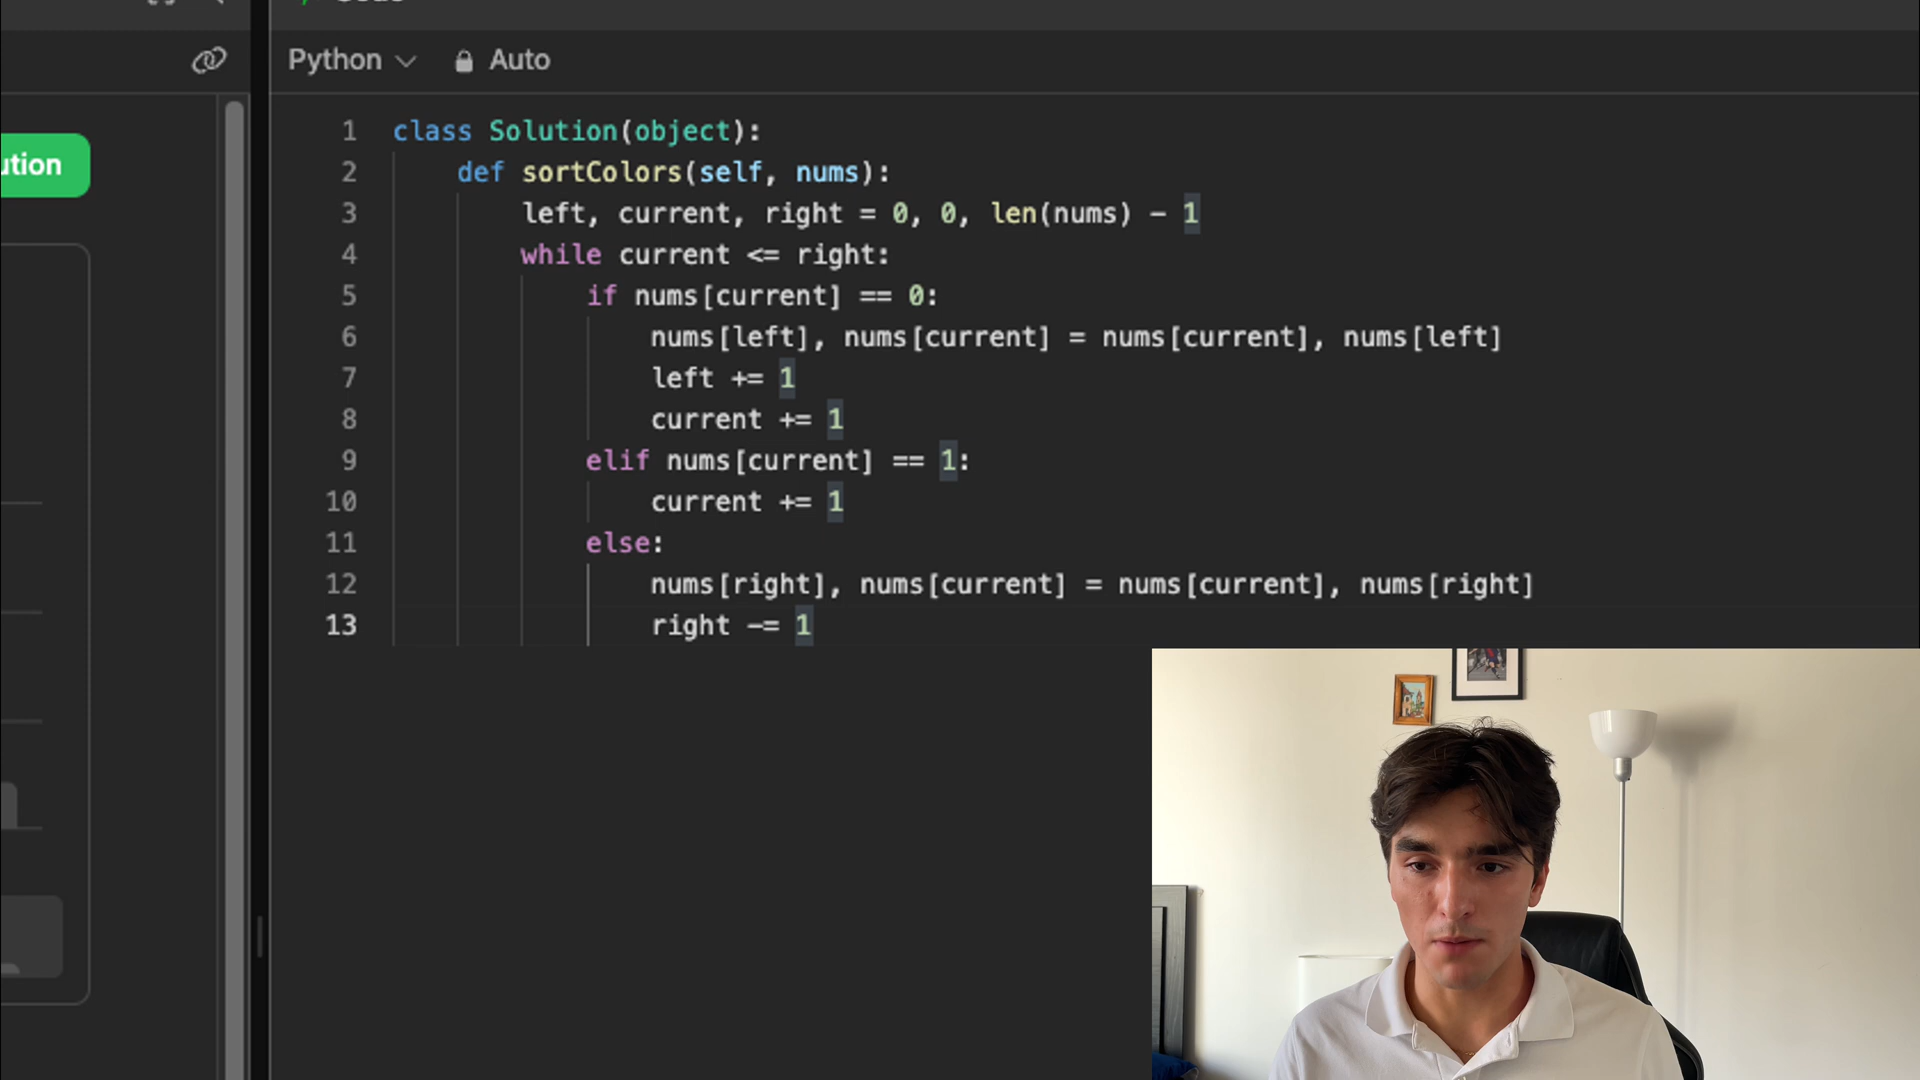 Python Auto
ution
1 class Solution(object):
2 def sortColors(self, nums):
3 left, current, right = 0, 0, len(nums) - 1
4 while current <= right:
5 if nums[current] == 0:
6 nums[left], nums[current] = nums[current], nums[left]
7 left += 1
8 current += 1
9 elif nums[current] == 1:
10 current += 1
11 else:
12 nums[right], nums[current] = nums[current], nums[right]
13 right -= 1